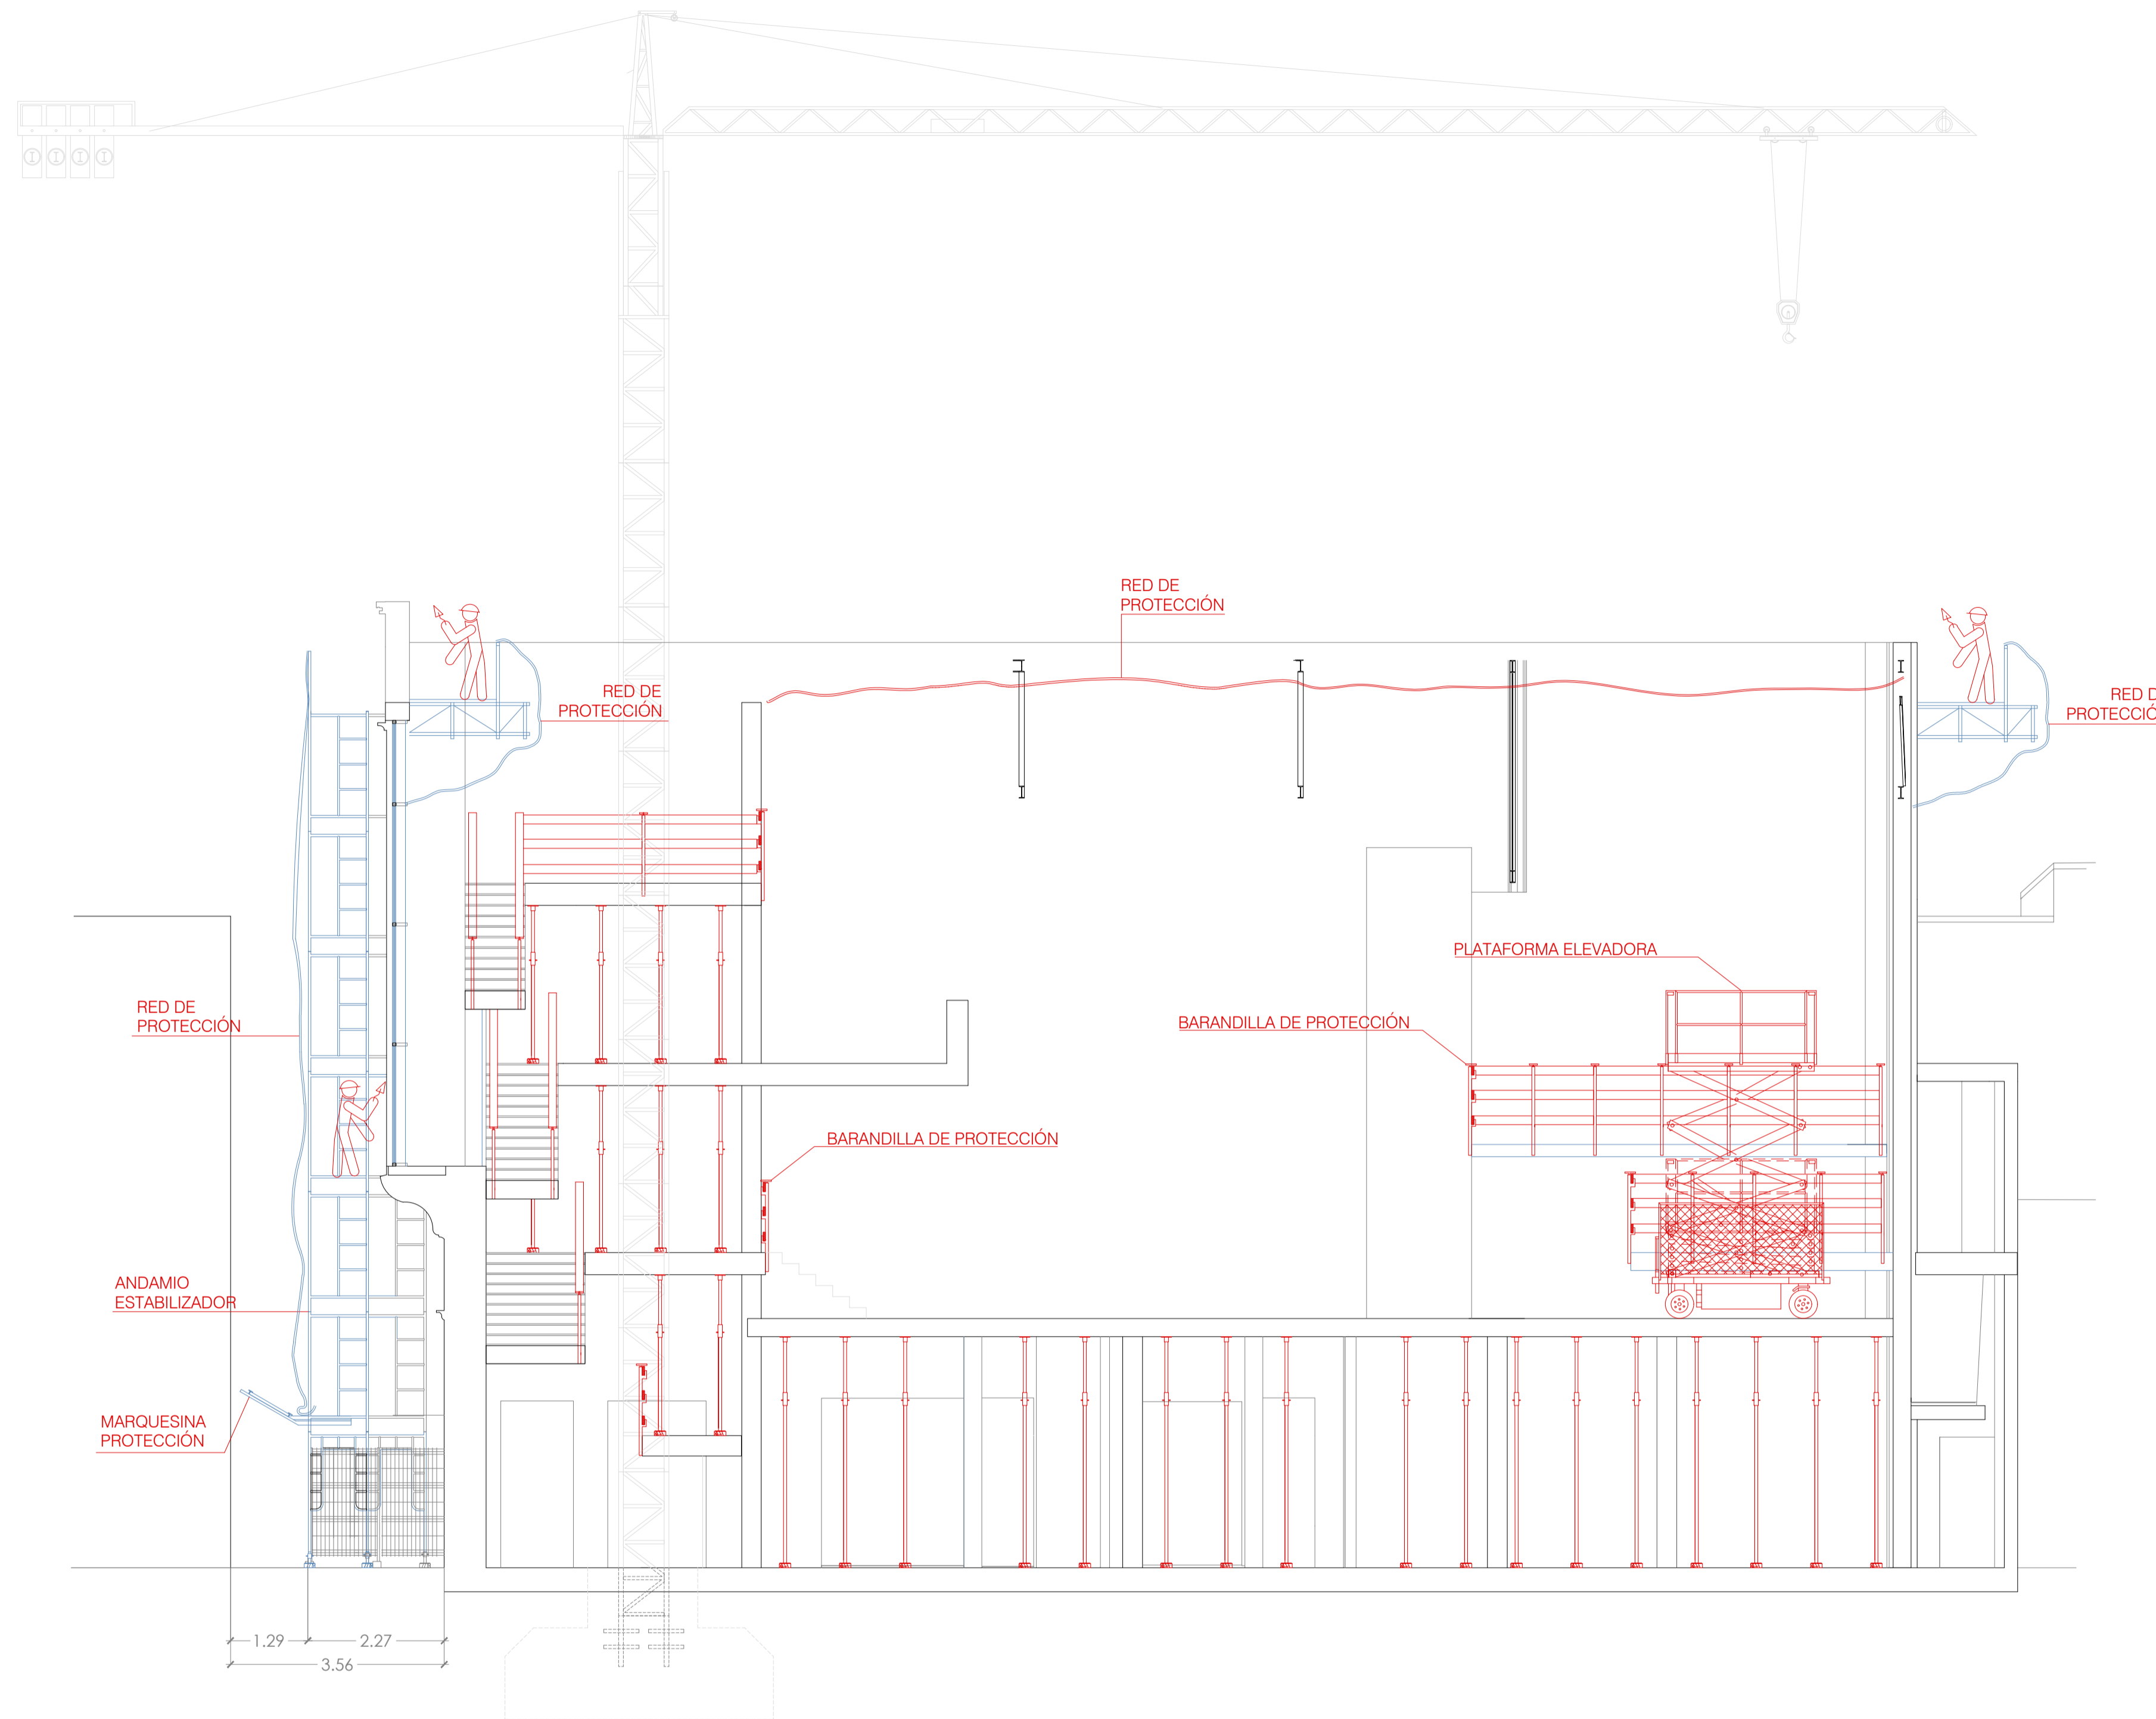 RED DE
PROTECCIÓN
RED DE
PROTECCIÓN
RED D
PROTECCIÓ
PLATAFORMA ELEVADORA
RED DE
PROTECCIÓN
BARANDILLA DE PROTECCIÓN
BARANDILLA DE PROTECCIÓN
ANDAMIO
ESTABILIZADOR
MARQUESINA
PROTECCIÓN
1.29
2.27
3.56